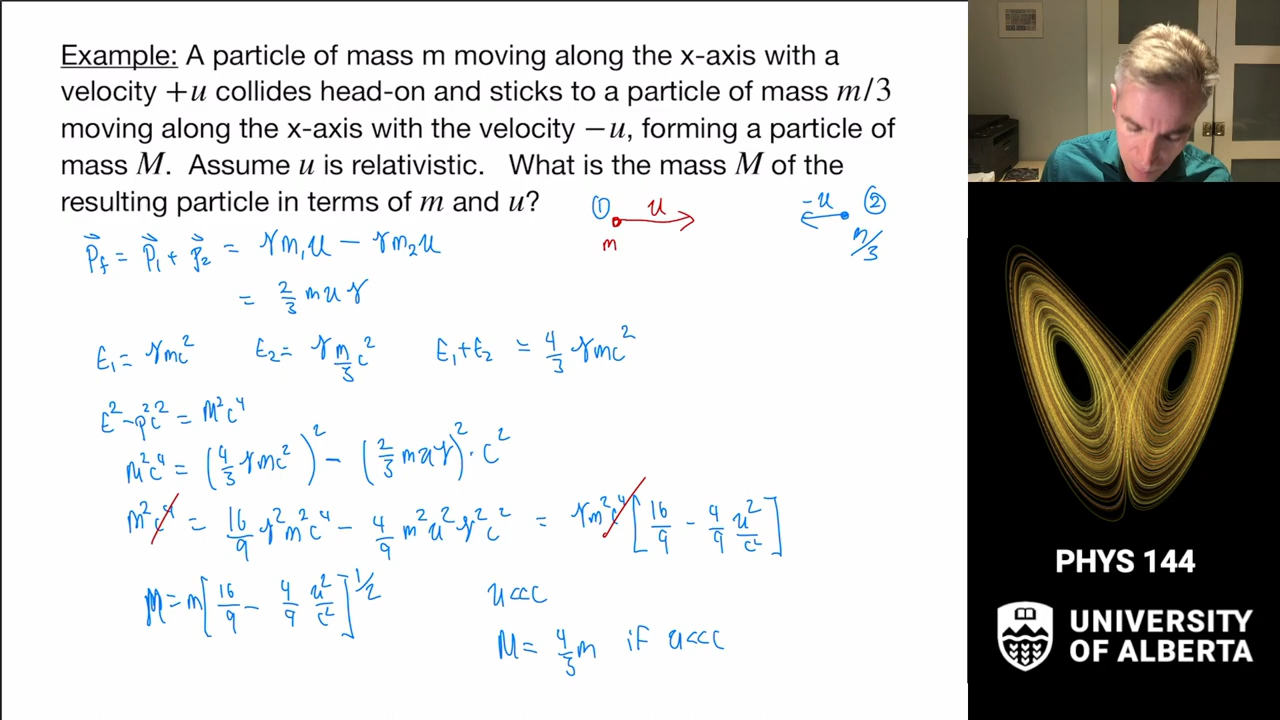 Example: A particle of mass m moving along the x-axis with a
velocity +u collides head-on and sticks to a particle of mass m/3
moving along the x-axis with the velocity −u, forming a particle of
mass M. Assume u is relativistic. What is the mass M of the
resulting particle in terms of m and u?
① u m
-u ② m/3
P⃗f = P⃗1 + P⃗2 = γm₁u − γm₂u
= 2/3 muγ
E₁ = γmc² E₂ = γ m/3 c² E₁+E₂ = 4/3 γmc²
E² − p²c² = M²c⁴
M²c⁴ = (4/3 γmc²)² − (2/3 muγ)² · c²
M²c⁴ = 16/9 γ²m²c⁴ − 4/9 m²u²γ²c² = γm²c⁴ [16/9 − 4/9 u²/c²]
M = m[16/9 − 4/9 u²/c²]^1/2
u<<c
M = 4/3 m if u<<c
PHYS 144
UNIVERSITY
OF ALBERTA